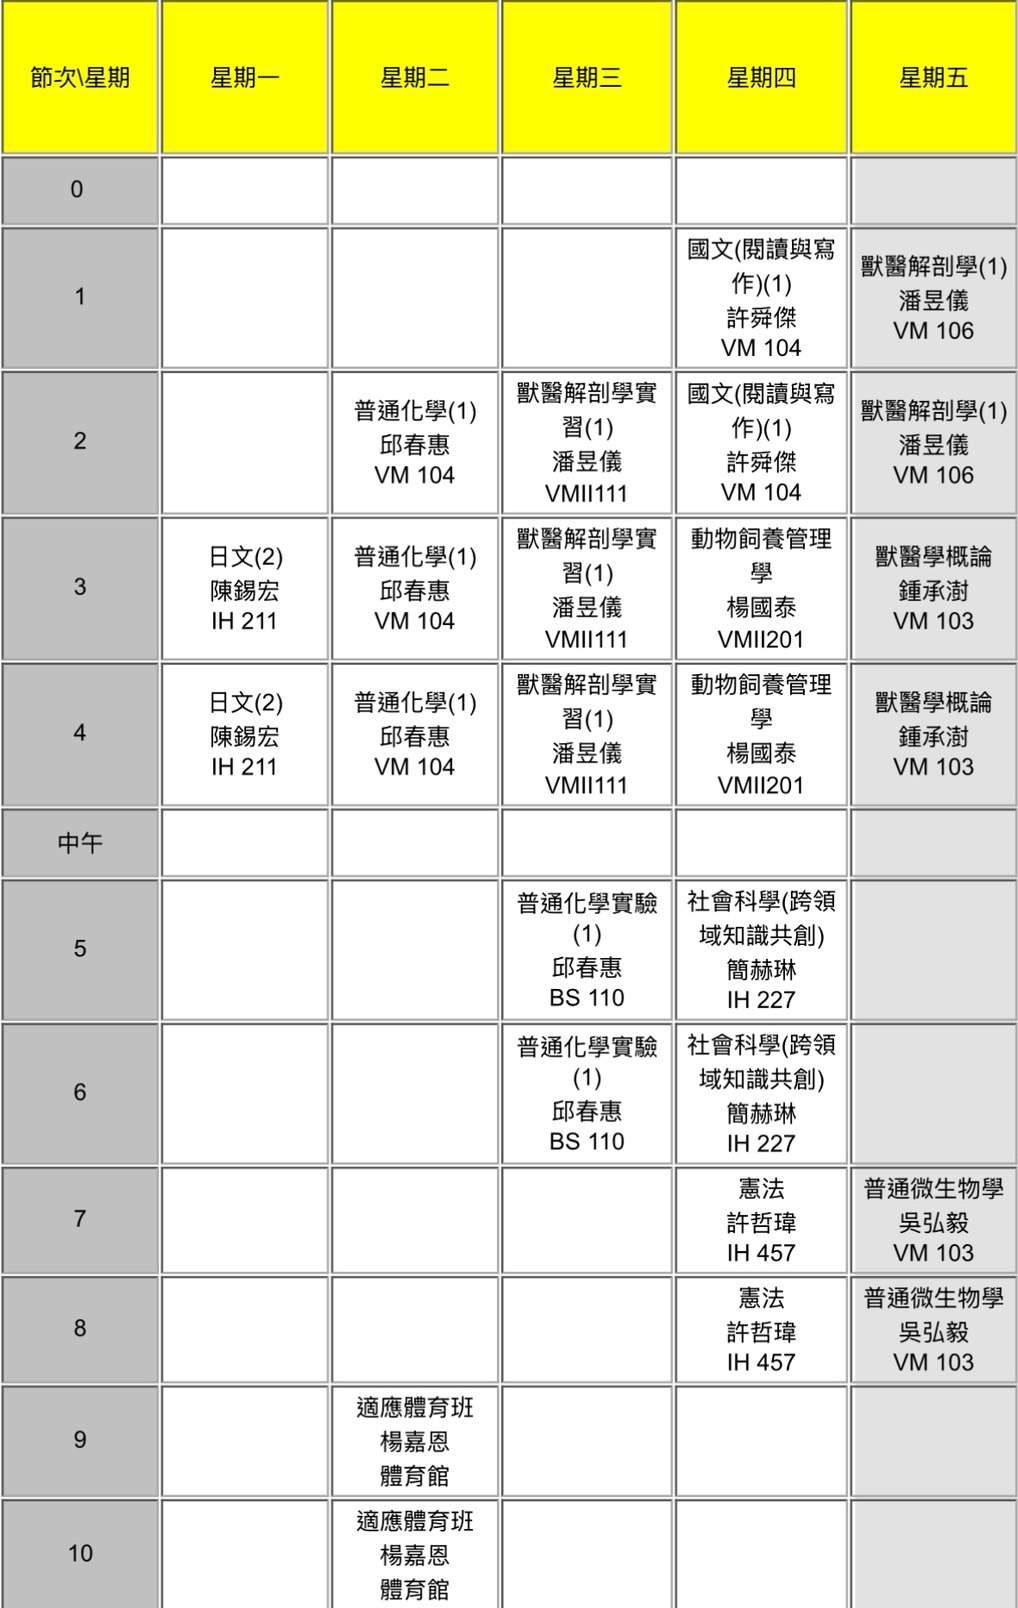 節次\星期 星期一 星期二 星期三 星期四 星期五
0
1
國文(閱讀與寫
作)(1)
許舜傑
VM 104
獸醫解剖學(1)
潘昱儀
VM 106
2
普通化學(1)
邱春惠
VM 104
獸醫解剖學實
習(1)
潘昱儀
VMII111
國文(閱讀與寫
作)(1)
許舜傑
VM 104
獸醫解剖學(1)
潘昱儀
VM 106
3
日文(2)
陳錫宏
IH 211
普通化學(1)
邱春惠
VM 104
獸醫解剖學實
習(1)
潘昱儀
VMII111
動物飼養管理
學
楊國泰
VMII201
獸醫學概論
鍾承澍
VM 103
4
日文(2)
陳錫宏
IH 211
普通化學(1)
邱春惠
VM 104
獸醫解剖學實
習(1)
潘昱儀
VMII111
動物飼養管理
學
楊國泰
VMII201
獸醫學概論
鍾承澍
VM 103
中午
5
普通化學實驗
(1)
邱春惠
BS 110
社會科學(跨領
域知識共創)
簡赫琳
IH 227
6
普通化學實驗
(1)
邱春惠
BS 110
社會科學(跨領
域知識共創)
簡赫琳
IH 227
7
憲法
許哲瑋
IH 457
普通微生物學
吳弘毅
VM 103
8
憲法
許哲瑋
IH 457
普通微生物學
吳弘毅
VM 103
9
適應體育班
楊嘉恩
體育館
10
適應體育班
楊嘉恩
體育館